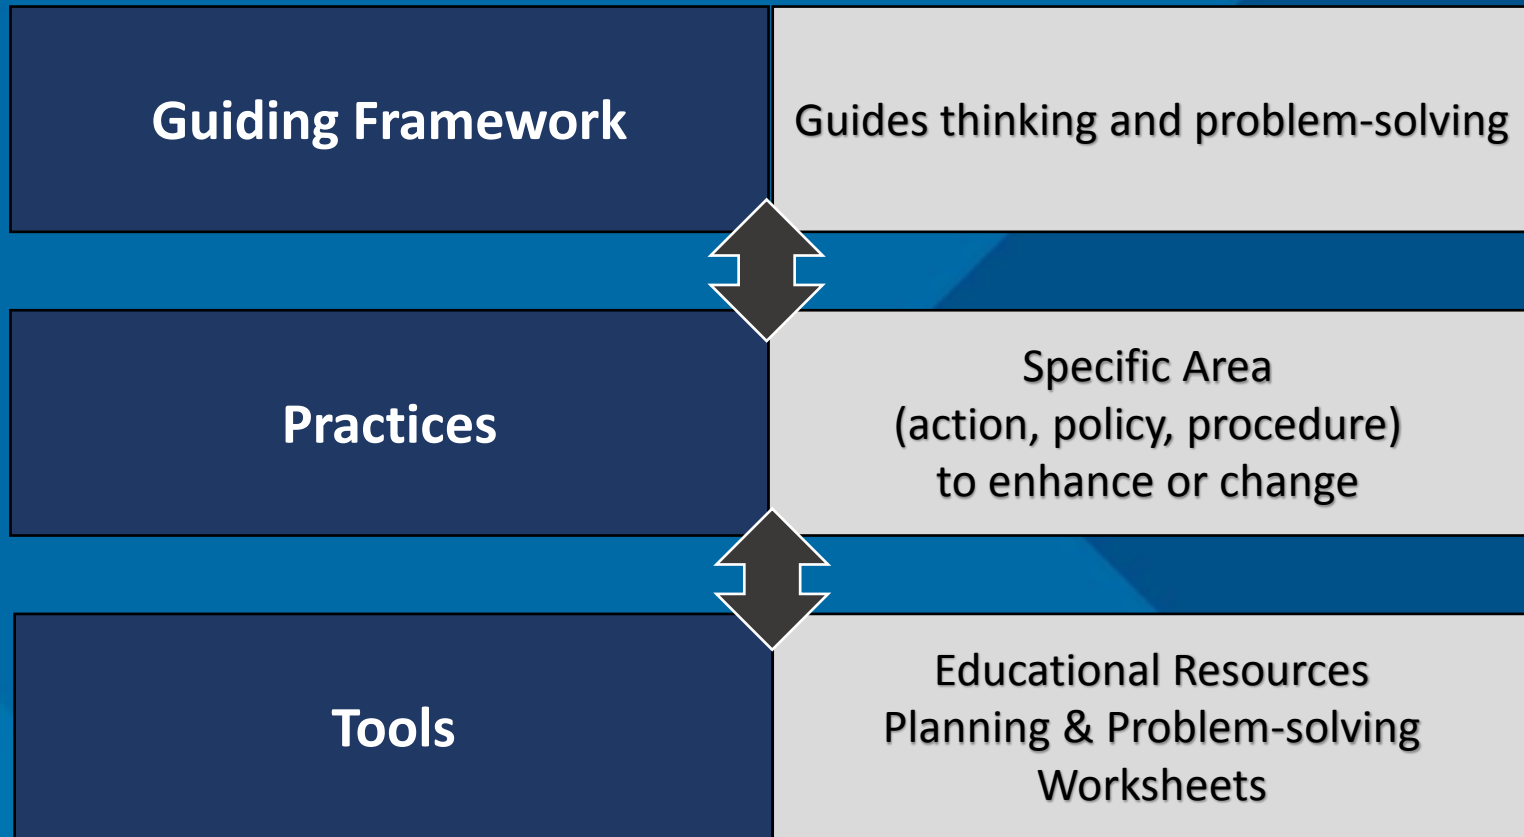 Guiding Framework
Guides thinking and problem-solving
Practices
Specific Area
(action, policy, procedure)
to enhance or change
Tools
Educational Resources
Planning & Problem-solving
Worksheets